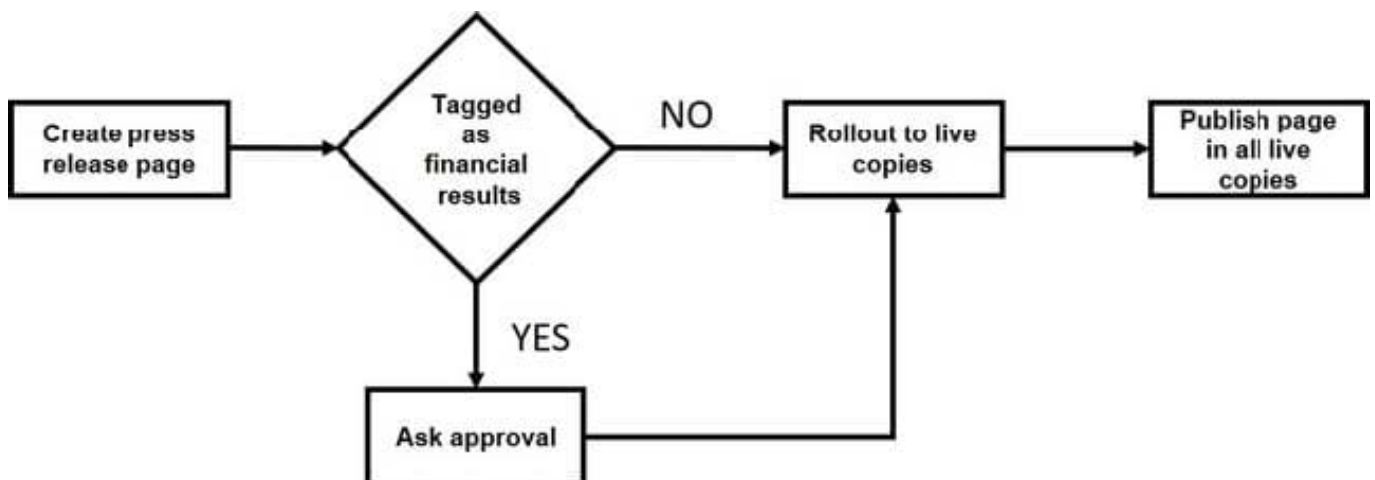 Create press
release page
Tagged
as
financial
results
NO
Rollout to live
copies
Publish page
in all live
copies
YES
Ask approval